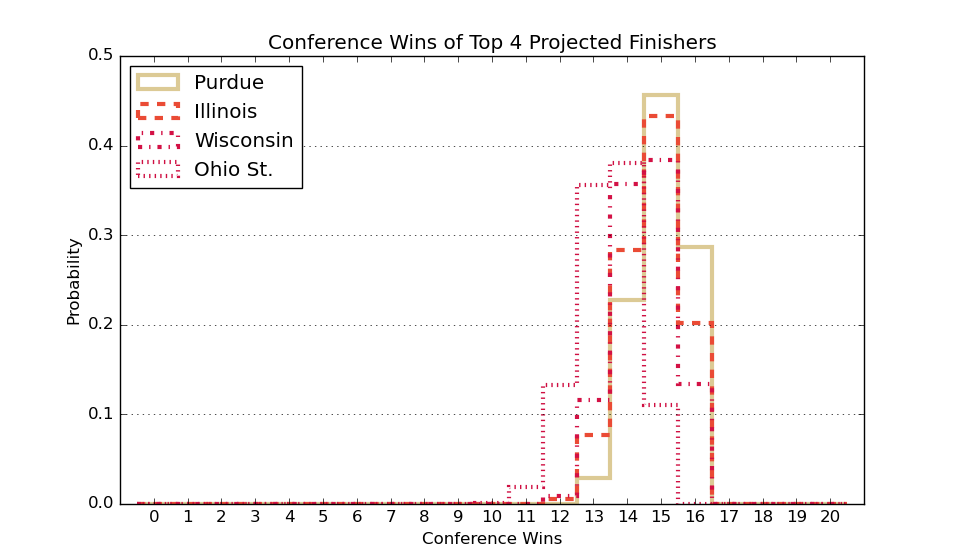 Conference Wins of Top 4 Projected Finishers
0.5
Purdue
Illinois
Wisconsin
Ohio St.
0.4
0.3
0.2
0.1
0.0
Probability
0 1 2 3 4 5 6 7 8 9 10 11 12 13 14 15 16 17 18 19 20
Conference Wins